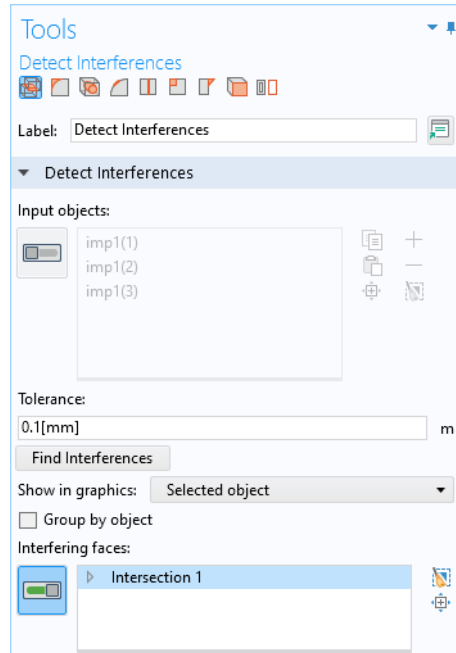 Tools
Detect Interferences
Label: Detect Interferences
Detect Interferences
Input objects:
imp1(1)
imp1(2)
imp1(3)
Tolerance:
0.1[mm] m
Find Interferences
Show in graphics: Selected object
Group by object
Interfering faces:
Intersection 1